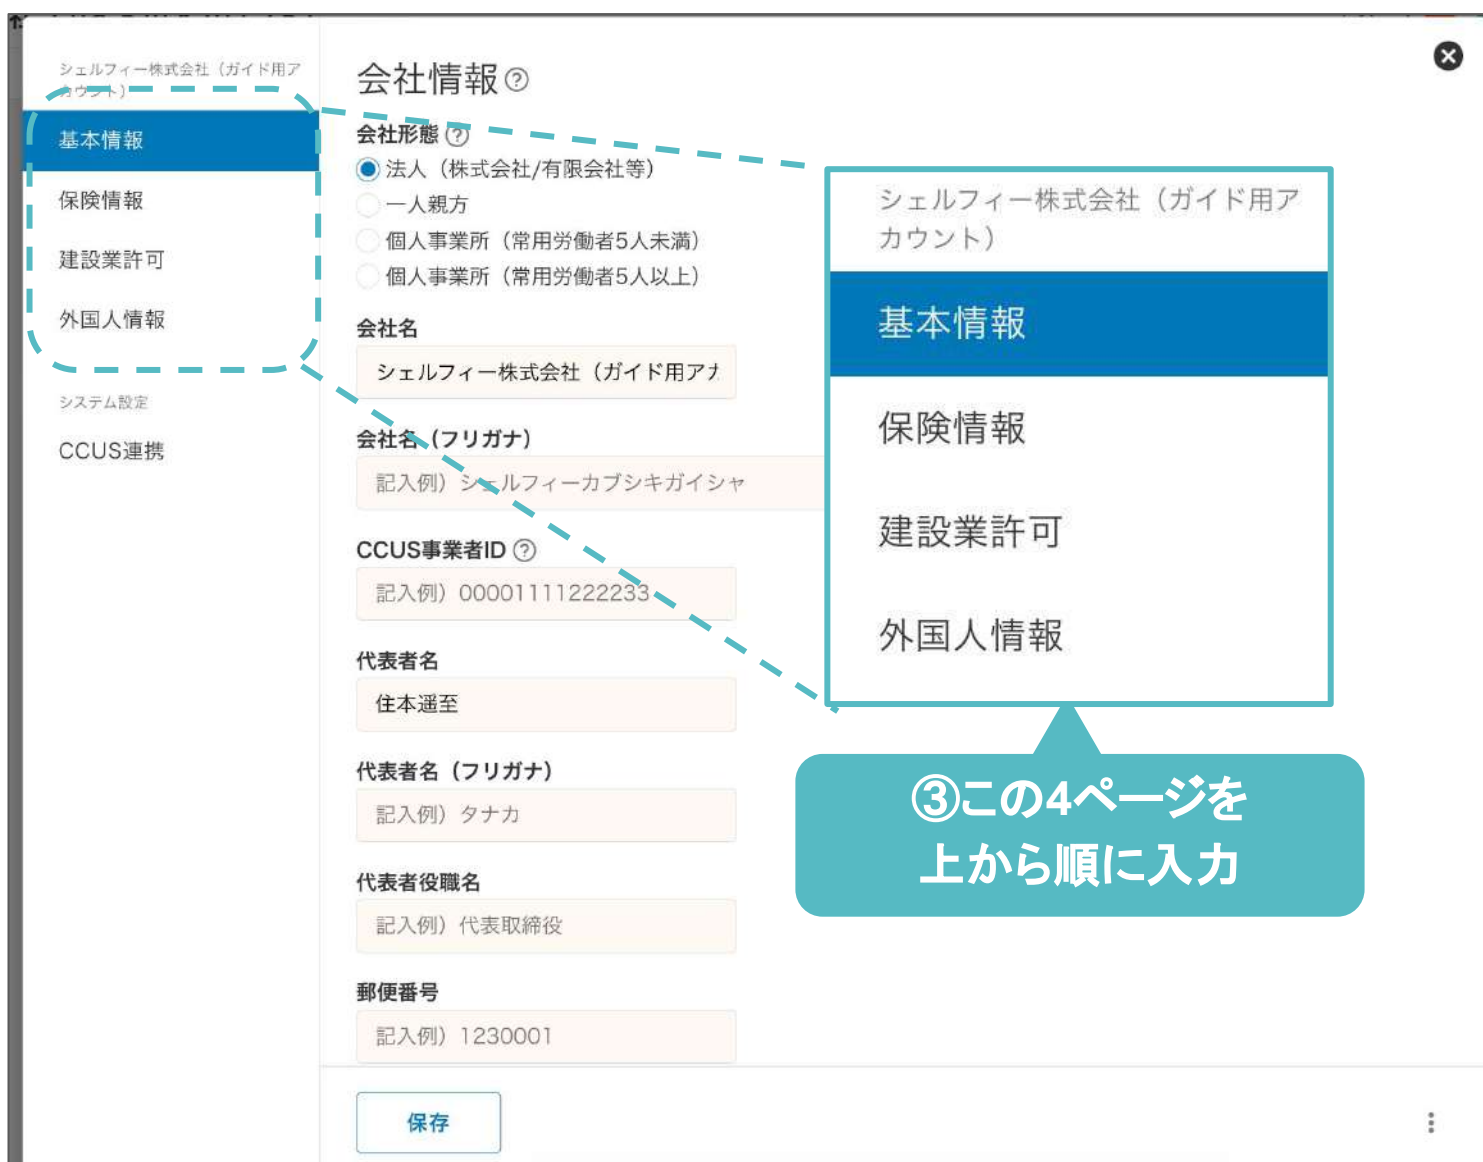 シェルフィー株式会社（ガイド用ア
カウント）
基本情報
保険情報
建設業許可
外国人情報
システム設定
CCUS連携
会社情報?
会社形態?
法人（株式会社/有限会社等）
一人親方
個人事業所（常用労働者5人未満）
個人事業所（常用労働者5人以上）
会社名
シェルフィー株式会社（ガイド用アカ
会社名（フリガナ）
記入例）シェルフィーカブシキガイシャ
CCUS事業者ID?
記入例）00001111222233
代表者名
住本遥至
代表者名（フリガナ）
記入例）タナカ
代表者役職名
記入例）代表取締役
郵便番号
記入例）1230001
保存
シェルフィー株式会社（ガイド用ア
カウント）
基本情報
保険情報
建設業許可
外国人情報
③この4ページを
上から順に入力